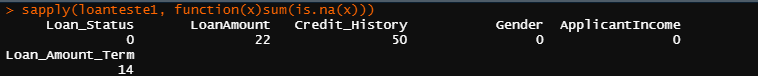 > sapply(loanteste1, function(x)sum(is.na(x)))
Loan_Status LoanAmount Credit_History Gender ApplicantIncome
0 22 50 0 0
Loan_Amount_Term
14